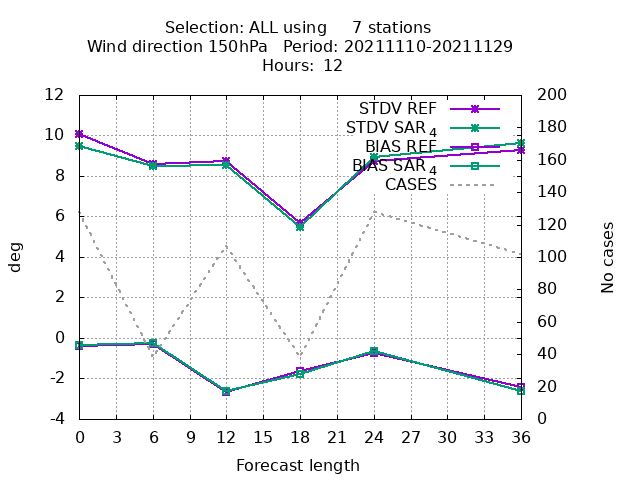 Selection: ALL using 7 stations
Wind direction 150hPa Period: 20211110-20211129
Hours: 12
12
10
8
6
4
2
0
-2
-4
deg
STDV REF
STDV SAR 4
BIAS REF
BIAS SAR 4
CASES
200
180
160
140
120
100
80
60
40
20
0
No cases
0 3 6 9 12 15 18 21 24 27 30 33 36
Forecast length